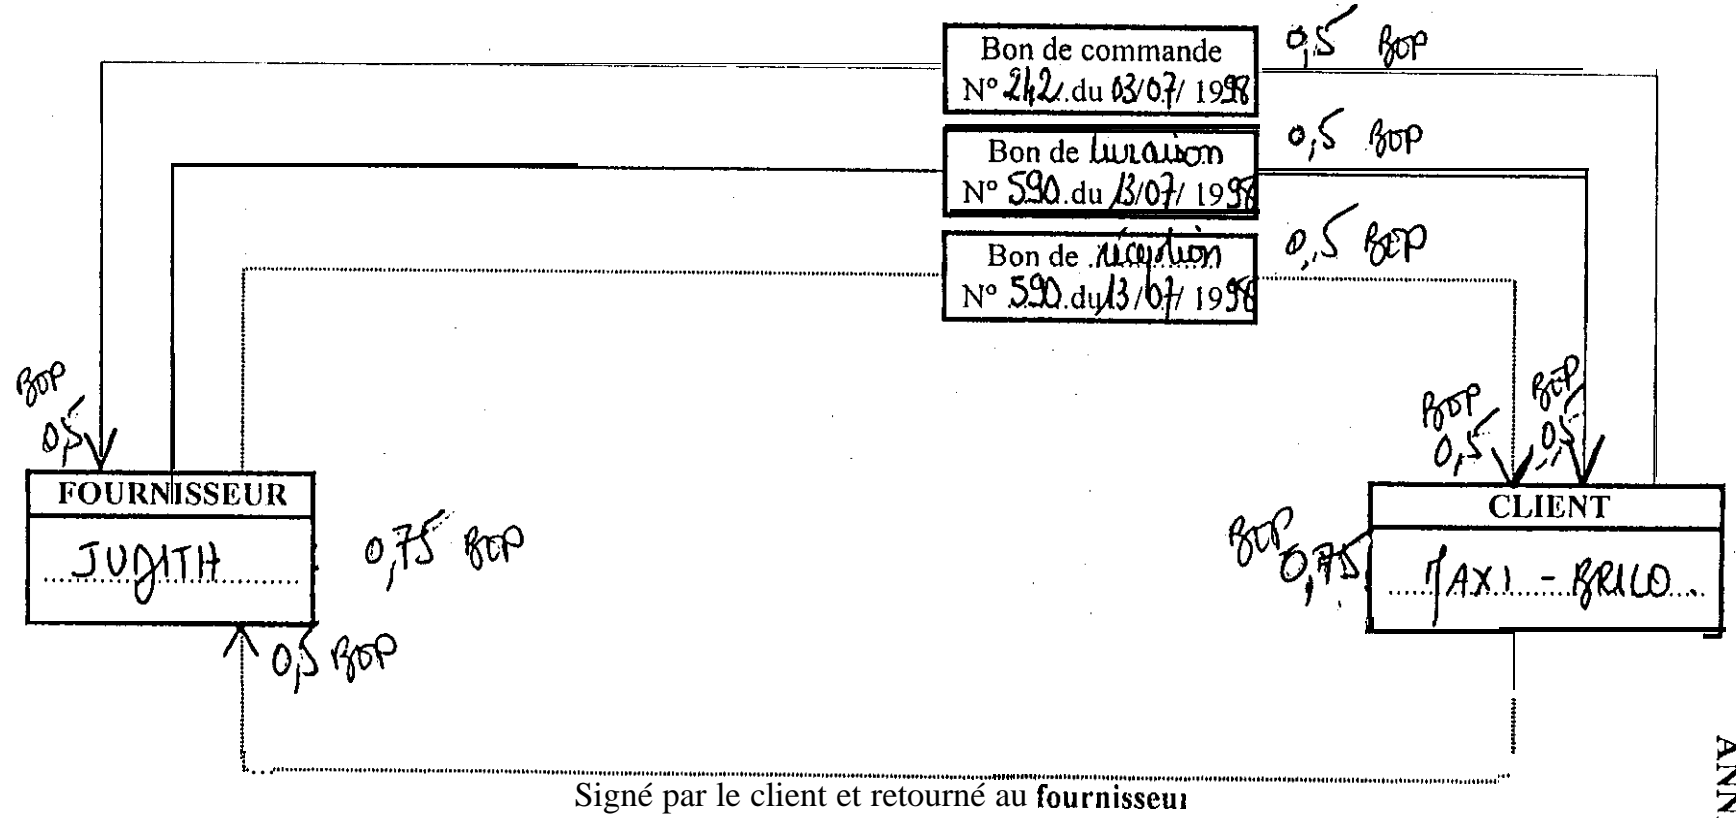 Bon de commande
N° 242 du 03/07/ 1998
0,5 BOP
Bon de livraison
N° 590 du 13/07/ 1998
0,5 BOP
Bon de réception
N° 590 du 13/07/ 1998
0,5 BOP
BOP
0,5
BOP
0,5
BOP
0,5
FOURNISSEUR
JUDITH
0,75 BOP
0,5 BOP
CLIENT
MAXI - BRICO
BOP
0,75
Signé par le client et retourné au fournisseur
ANN